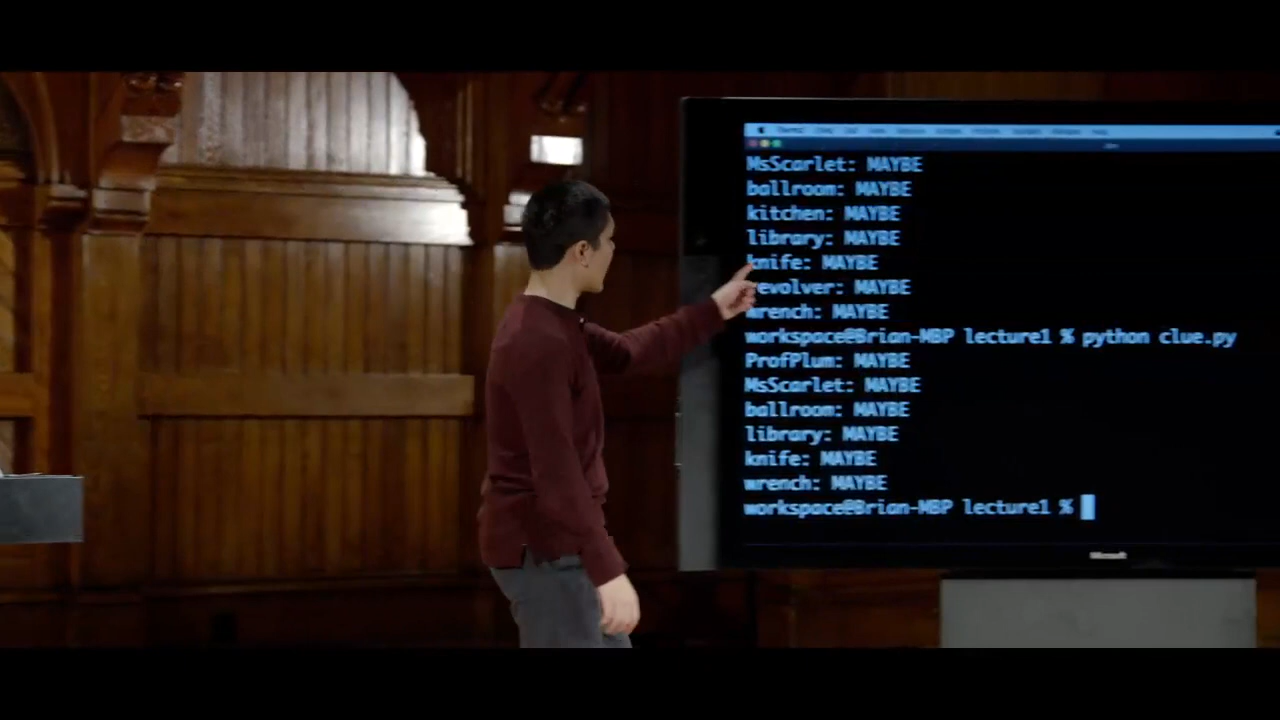 MsScarlet: MAYBE
ballroom: MAYBE
kitchen: MAYBE
library: MAYBE
knife: MAYBE
revolver: MAYBE
wrench: MAYBE
workspace@Brian-MBP lecture1 % python clue.py
ProfPlum: MAYBE
MsScarlet: MAYBE
ballroom: MAYBE
library: MAYBE
knife: MAYBE
wrench: MAYBE
workspace@Brian-MBP lecture1 %
Microsoft